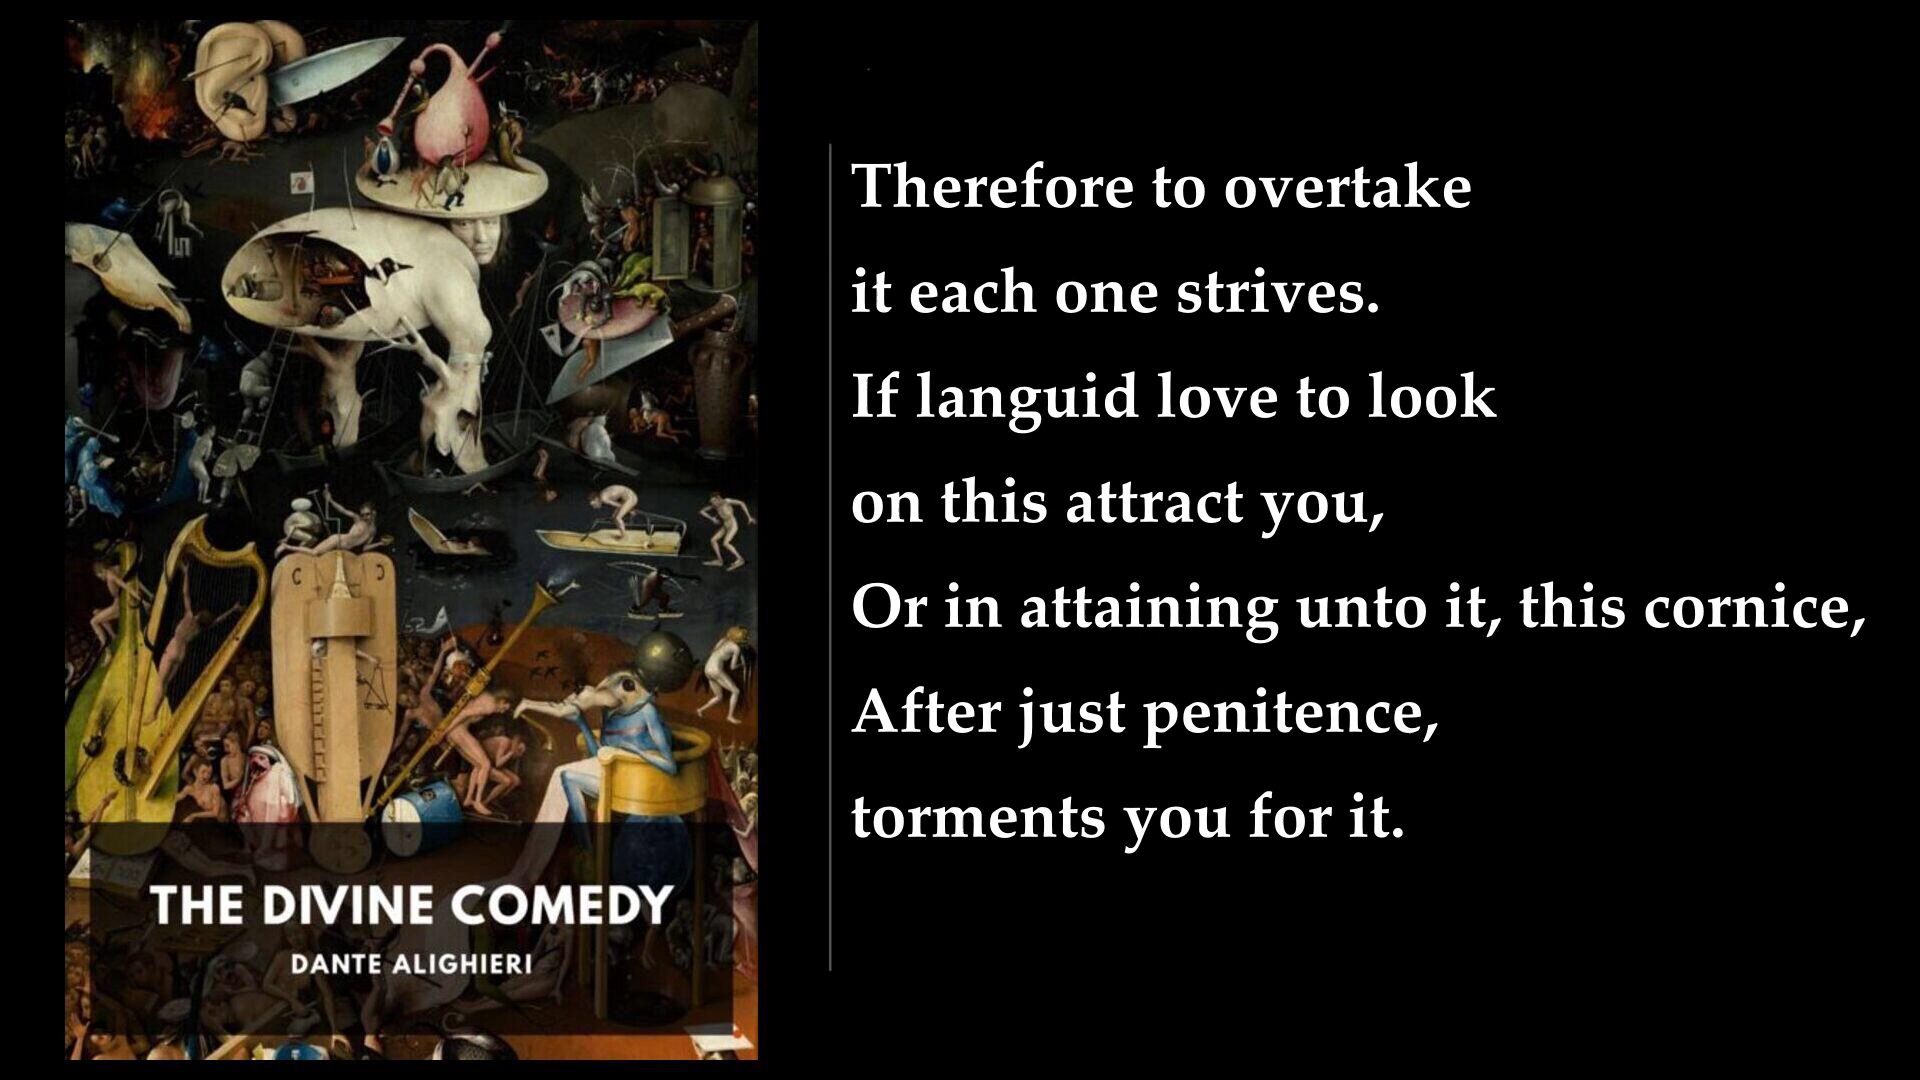 THE DIVINE COMEDY
DANTE ALIGHIERI
Therefore to overtake
it each one strives.
If languid love to look
on this attract you,
Or in attaining unto it, this cornice,
After just penitence,
torments you for it.